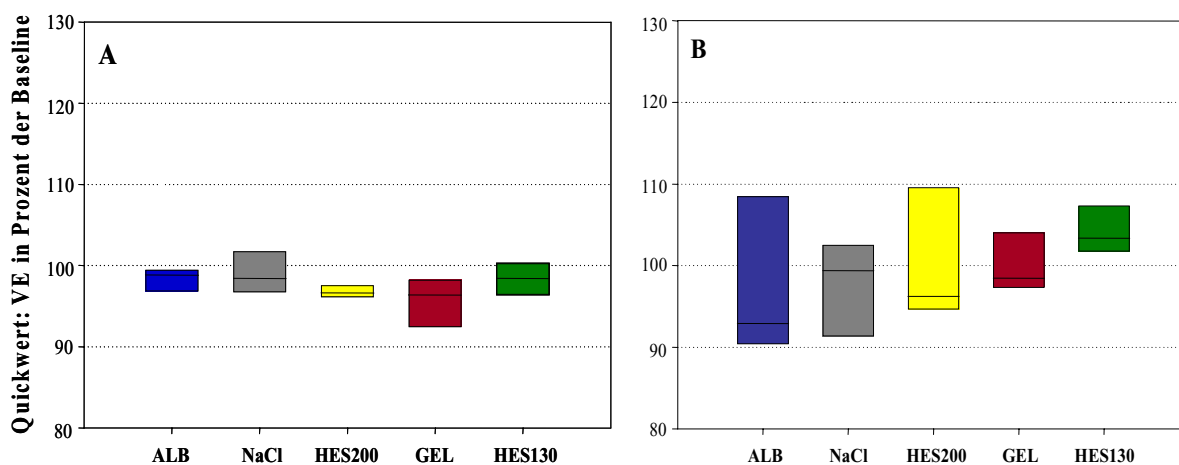 Quickwert: VE in Prozent der Baseline
A
130
120
110
100
90
80
ALB NaCl HES200 GEL HES130
B
130
120
110
100
90
80
ALB NaCl HES200 GEL HES130